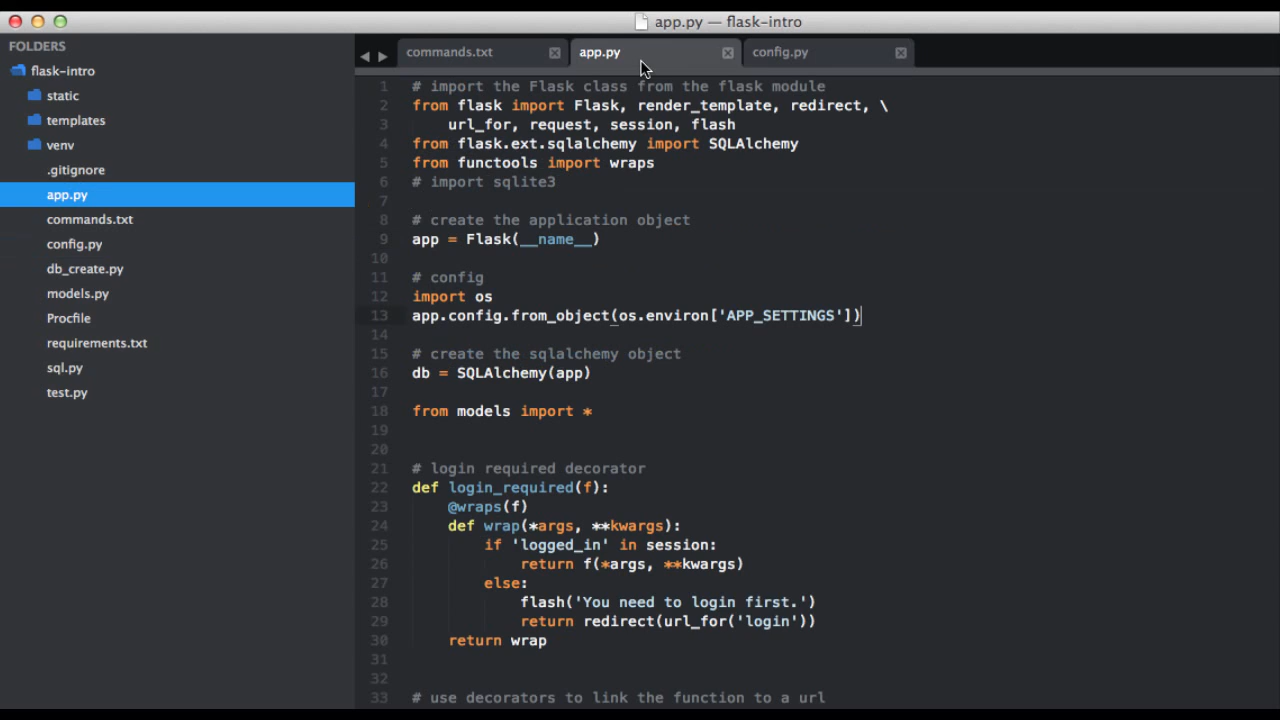 app.py — flask-intro
FOLDERS
flask-intro
static
templates
venv
.gitignore
app.py
commands.txt
config.py
db_create.py
models.py
Procfile
requirements.txt
sql.py
test.py
commands.txt
app.py
config.py
1 # import the Flask class from the flask module
2 from flask import Flask, render_template, redirect, \
3     url_for, request, session, flash
4 from flask.ext.sqlalchemy import SQLAlchemy
5 from functools import wraps
6 # import sqlite3
7
8 # create the application object
9 app = Flask(__name__)
10
11 # config
12 import os
13 app.config.from_object(os.environ['APP_SETTINGS'])
14
15 # create the sqlalchemy object
16 db = SQLAlchemy(app)
17
18 from models import *
19
20
21 # login required decorator
22 def login_required(f):
23     @wraps(f)
24     def wrap(*args, **kwargs):
25         if 'logged_in' in session:
26             return f(*args, **kwargs)
27         else:
28             flash('You need to login first.')
29             return redirect(url_for('login'))
30     return wrap
31
32
33 # use decorators to link the function to a url